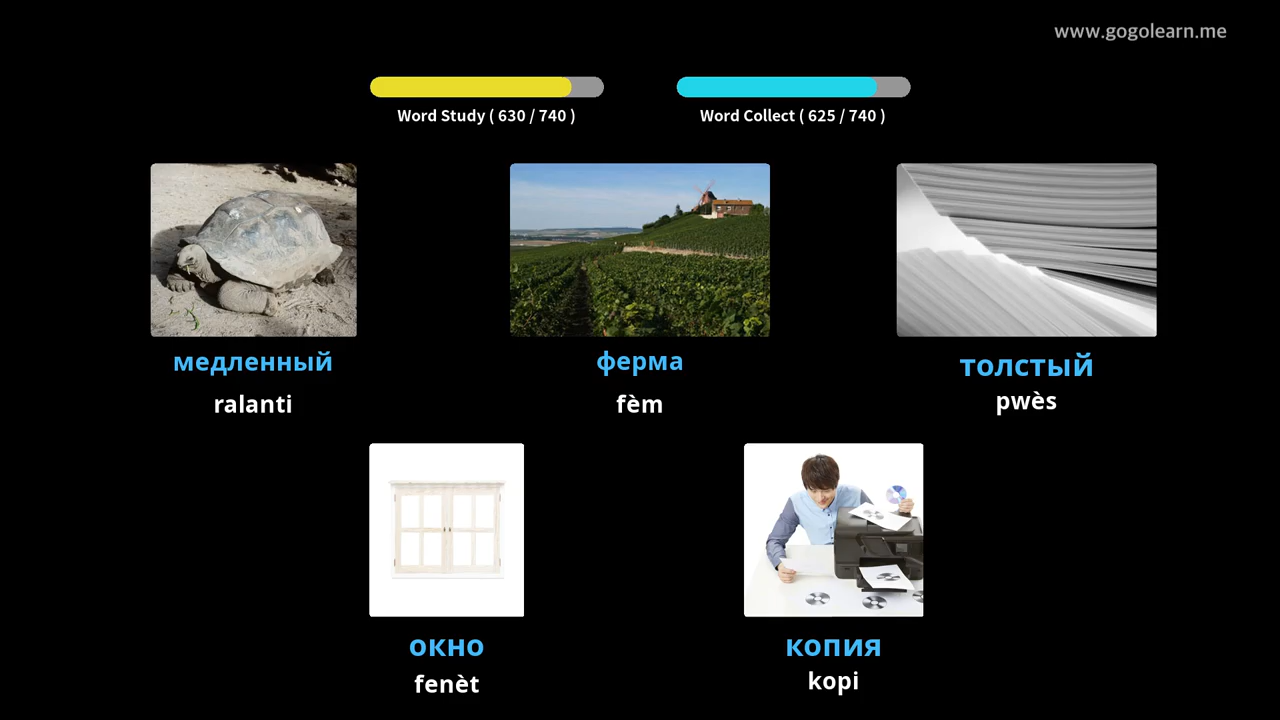 www.gogolearn.me
Word Study ( 630 / 740 )
Word Collect ( 625 / 740 )
медленный
ralanti
ферма
fèm
толстый
pwès
окно
fenèt
копия
kopi